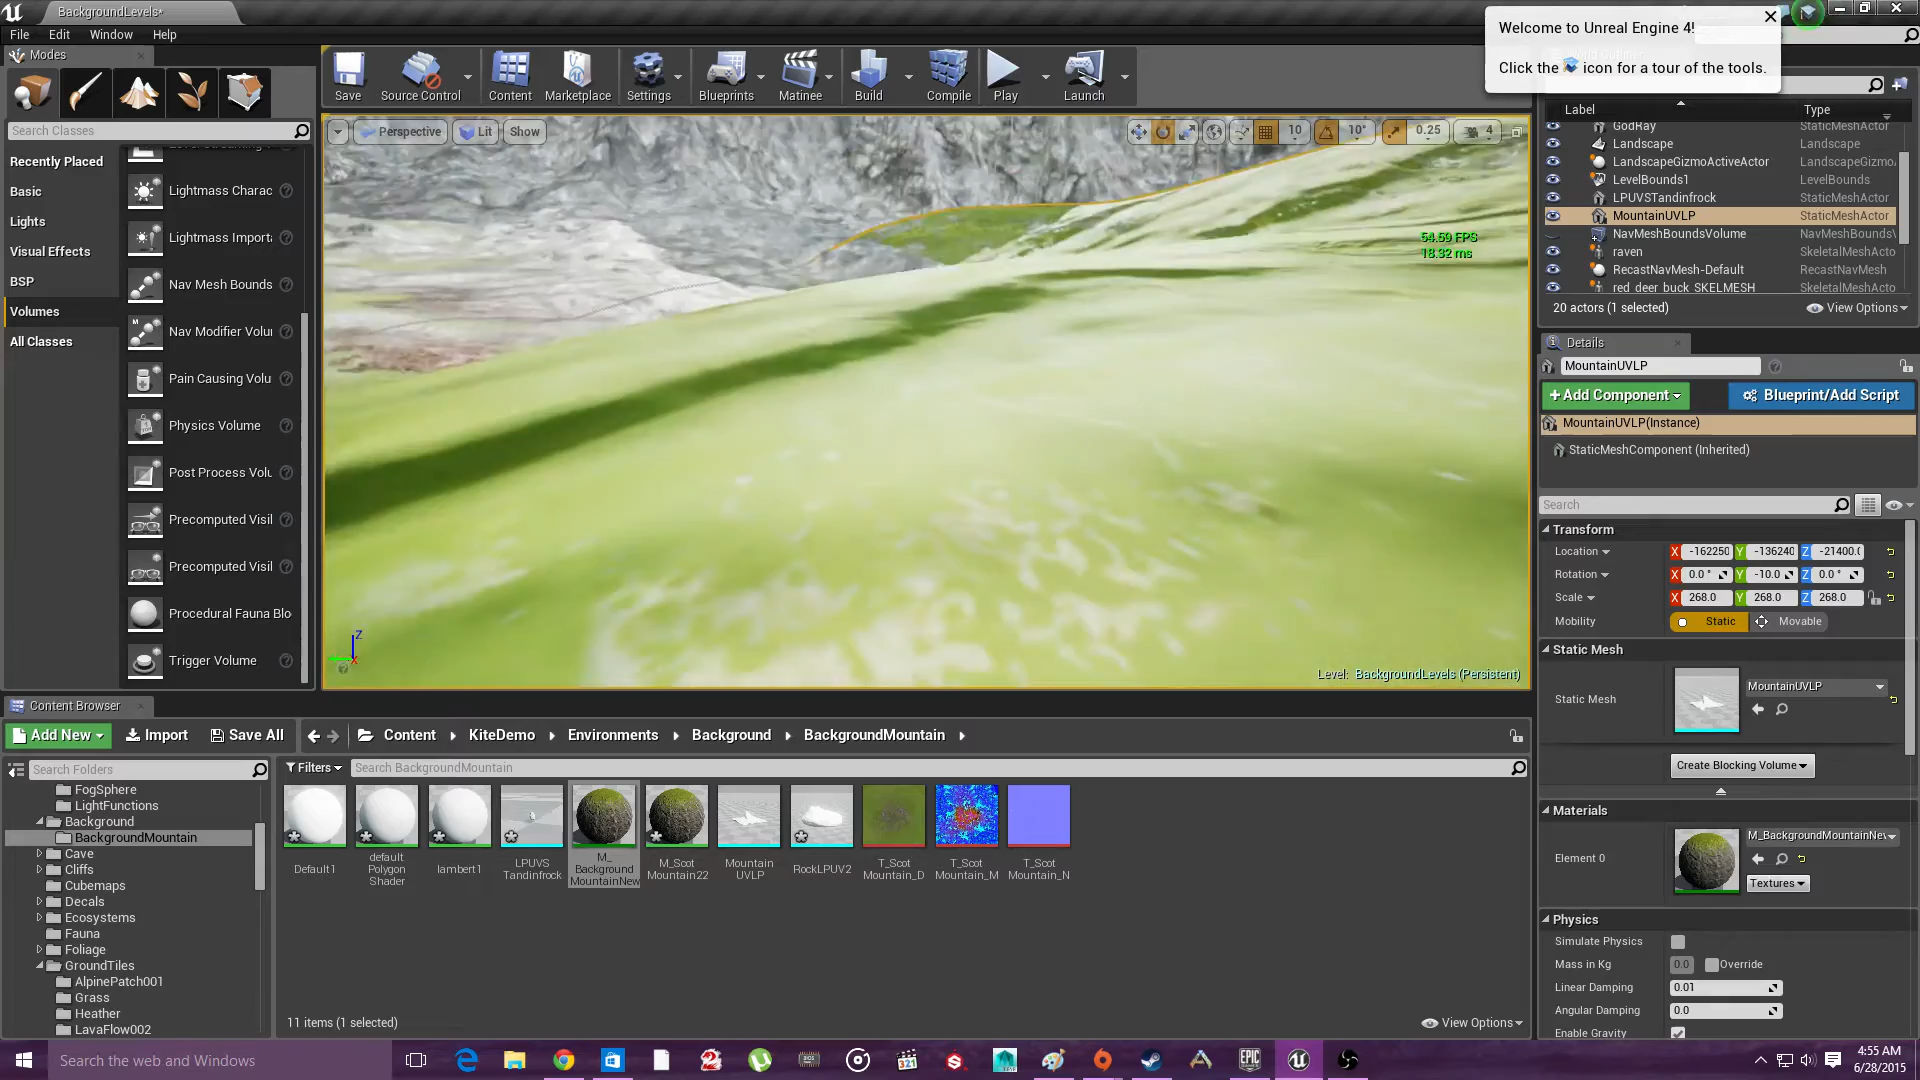 BackgroundLevels*
File Edit Window Help
Welcome to Unreal Engine 4!
Click the icon for a tour of the tools.
Modes
Search Classes
Recently Placed
Basic
Lights
Visual Effects
BSP
Volumes
All Classes
Lightmass Charac
Lightmass Importa
Nav Mesh Bounds
Nav Modifier Volur
Pain Causing Volu
Physics Volume
Post Process Volu
Precomputed Visil
Precomputed Visil
Procedural Fauna Blo
Trigger Volume
Save Source Control Content Marketplace Settings Blueprints Matinee Build Compile Play Launch
Perspective Lit Show
10 10° 0.25 4
54.59 FPS
18.32 ms
Level: BackgroundLevels (Persistent)
Label Type
GodRay StaticMeshActor
Landscape Landscape
LandscapeGizmoActiveActor LandscapeGizmo
LevelBounds1 LevelBounds
LPUVSTandinfrock StaticMeshActor
MountainUVLP StaticMeshActor
NavMeshBoundsVolume NavMeshBoundsV
raven SkeletalMeshActo
RecastNavMesh-Default RecastNavMesh
red_deer_buck_SKELMESH SkeletalMeshActo
20 actors (1 selected) View Options
Details
MountainUVLP
Add Component Blueprint/Add Script
MountainUVLP(Instance)
StaticMeshComponent (Inherited)
Search
Transform
Location X -162250 Y -136240 Z -21400.(
Rotation X 0.0 ° Y -10.0 Z 0.0 °
Scale X 268.0 Y 268.0 Z 268.0
Mobility Static Movable
Static Mesh
Static Mesh MountainUVLP
Create Blocking Volume
Materials
Element 0 M_BackgroundMountainNev
Textures
Physics
Simulate Physics
Mass in Kg 0.0 Override
Linear Damping 0.01
Angular Damping 0.0
Enable Gravity
Content Browser
Add New Import Save All Content KiteDemo Environments Background BackgroundMountain
Search Folders
Filters Search BackgroundMountain
FogSphere
LightFunctions
Background
BackgroundMountain
Cave
Cliffs
Cubemaps
Decals
Ecosystems
Fauna
Foliage
GroundTiles
AlpinePatch001
Grass
Heather
LavaFlow002
Default1
default
Polygon
Shader
lambert1
LPUVS
Tandinfrock
M_
Background
MountainNew
M_Scot
Mountain22
Mountain
UVLP
RockLPUV2
T_Scot
Mountain_D
T_Scot
Mountain_M
T_Scot
Mountain_N
11 items (1 selected) View Options
Search the web and Windows
4:55 AM
6/28/2015